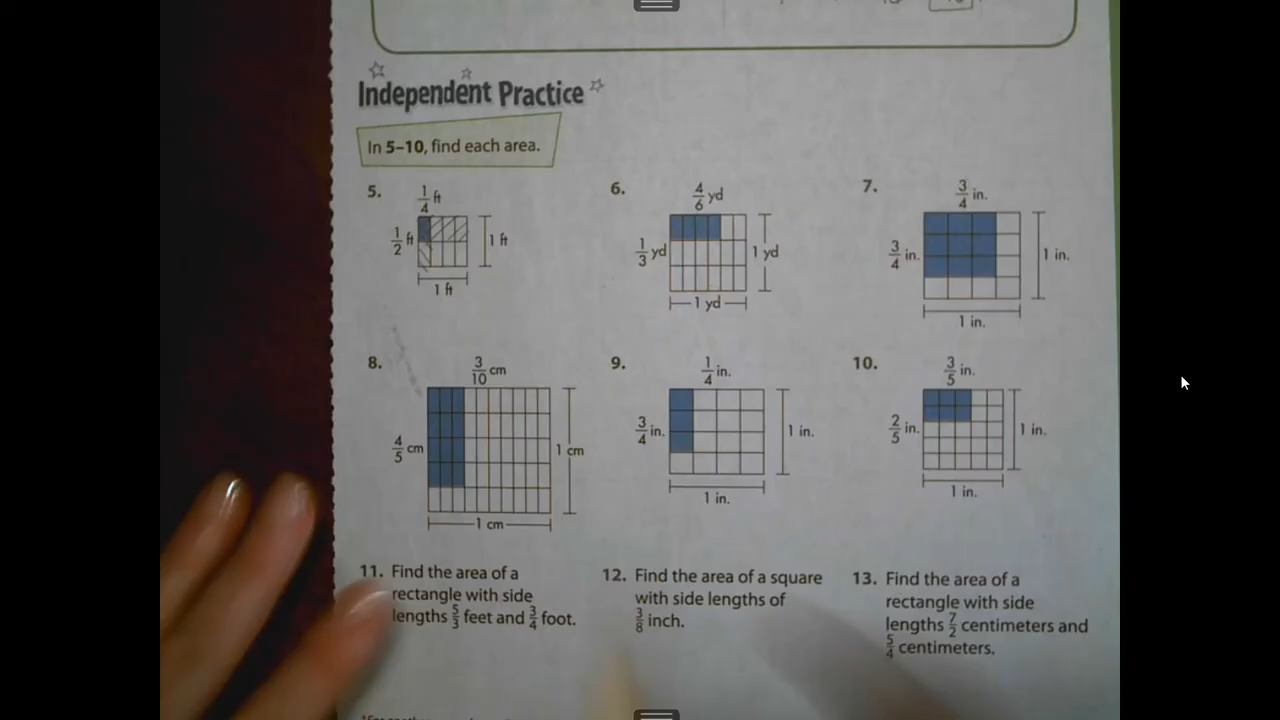 Independent Practice
In 5–10, find each area.
5.
1/4 ft
1/2 ft
1 ft
1 ft
6.
4/6 yd
1/3 yd
1 yd
1 yd
7.
3/4 in.
3/4 in.
1 in.
1 in.
8.
3/10 cm
4/5 cm
1 cm
1 cm
9.
1/4 in.
3/4 in.
1 in.
1 in.
10.
3/5 in.
2/5 in.
1 in.
1 in.
11. Find the area of a
rectangle with side
lengths 5/3 feet and 3/4 foot.
12. Find the area of a square
with side lengths of
3/8 inch.
13. Find the area of a
rectangle with side
lengths 7/2 centimeters and
5/4 centimeters.